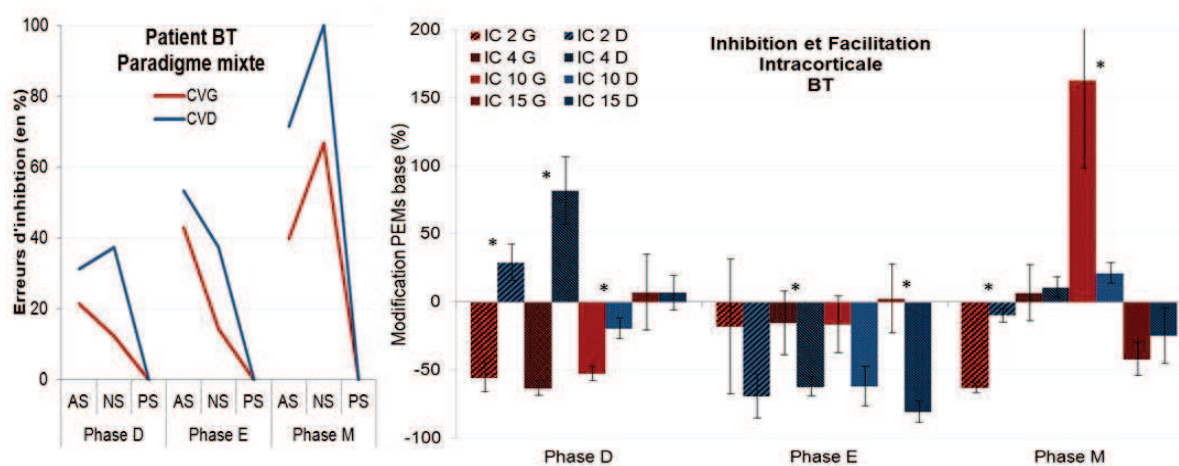 Patient BT
Paradigme mixte
CVG
CVD
Erreurs d'inhibtion (en %)
100
80
60
40
20
0
AS NS PS AS NS PS AS NS PS
Phase D Phase E Phase M
Inhibition et Facilitation
Intracorticale
BT
IC 2 G IC 2 D
IC 4 G IC 4 D
IC 10 G IC 10 D
IC 15 G IC 15 D
Modification PEMs base (%)
200
150
100
50
0
-50
-100
* * * * * * *
Phase D Phase E Phase M